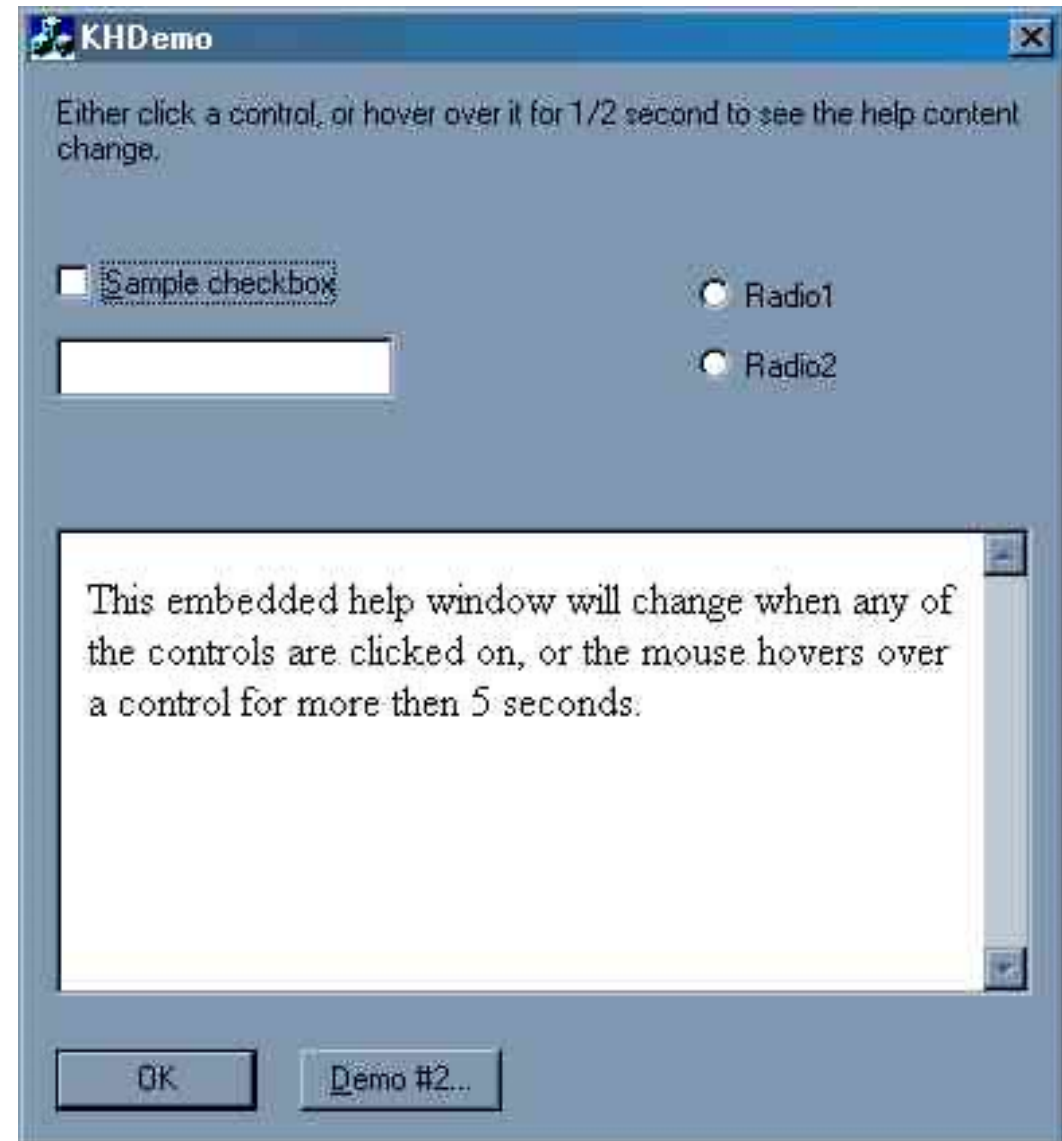 KHDemo
Either click a control, or hover over it for 1/2 second to see the help content
change.
Sample checkbox
Radio1
Radio2
This embedded help window will change when any of
the controls are clicked on, or the mouse hovers over
a control for more then 5 seconds.
OK
Demo #2...